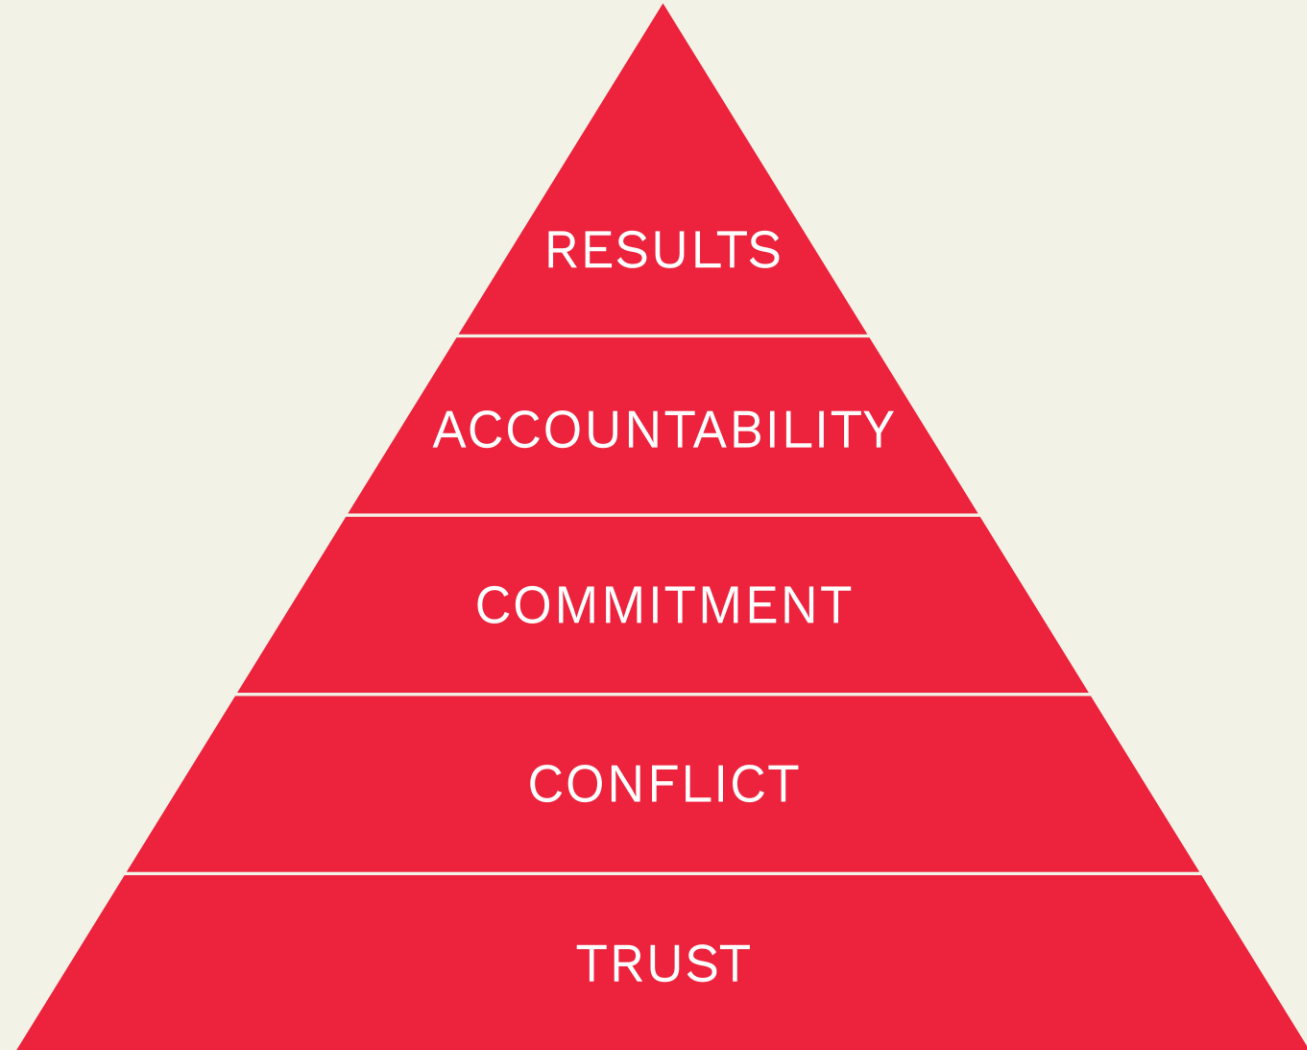 RESULTS
ACCOUNTABILITY
COMMITMENT
CONFLICT
TRUST